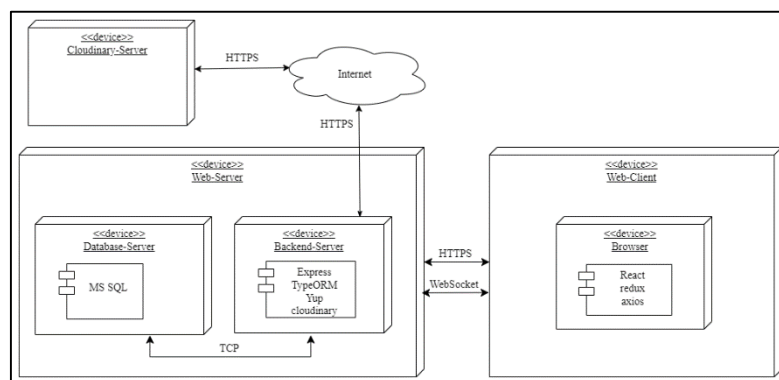 <<device>>
Cloudinary-Server
HTTPS
Internet
HTTPS
<<device>>
Web-Server
<<device>>
Database-Server
MS SQL
<<device>>
Backend-Server
Express
TypeORM
Yup
cloudinary
TCP
HTTPS
WebSocket
<<device>>
Web-Client
<<device>>
Browser
React
redux
axios